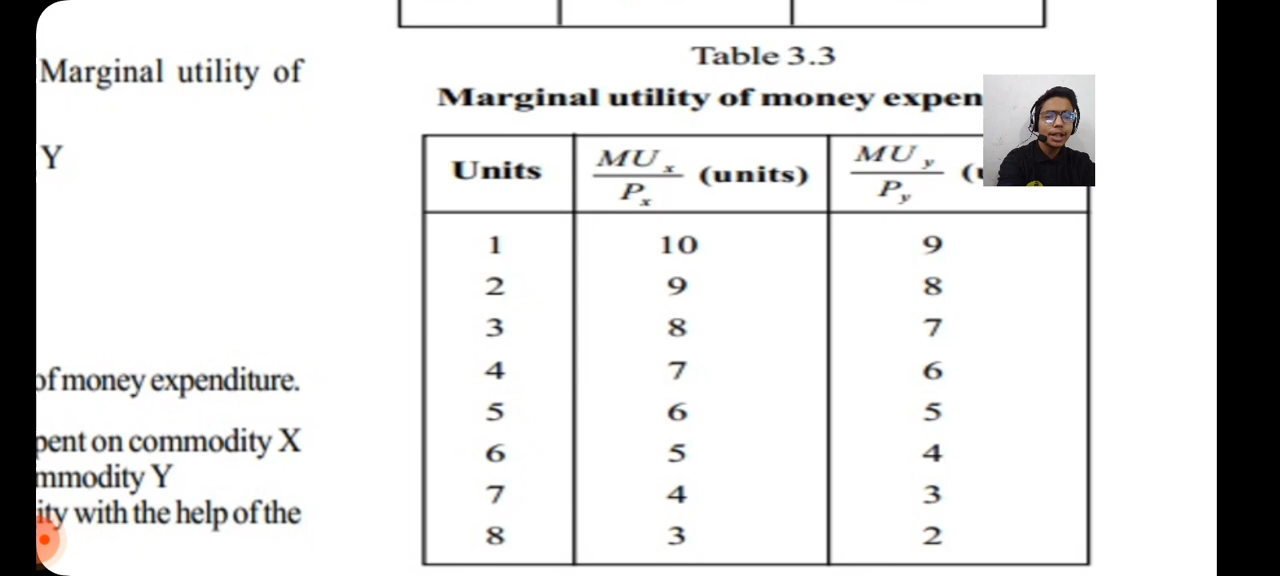 Marginal utility of
Y
of money expenditure.
pent on commodity X
mmodity Y
ity with the help of the
Table 3.3
Marginal utility of money expen
Units | MUx/Px (units) | MUy/Py (
1 | 10 | 9
2 | 9 | 8
3 | 8 | 7
4 | 7 | 6
5 | 6 | 5
6 | 5 | 4
7 | 4 | 3
8 | 3 | 2